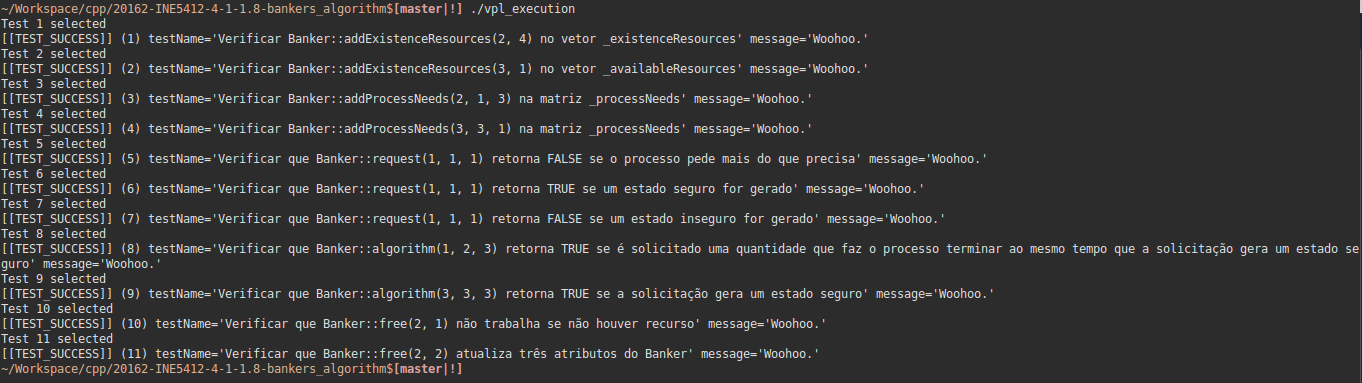 ~/Workspace/cpp/20162-INE5412-4-1-1.8-bankers_algorithm$[master|!] ./vpl_execution
Test 1 selected
[[TEST_SUCCESS]] (1) testName='Verificar Banker::addExistenceResources(2, 4) no vetor _existenceResources' message='Woohoo.'
Test 2 selected
[[TEST_SUCCESS]] (2) testName='Verificar Banker::addExistenceResources(3, 1) no vetor _availableResources' message='Woohoo.'
Test 3 selected
[[TEST_SUCCESS]] (3) testName='Verificar Banker::addProcessNeeds(2, 1, 3) na matriz _processNeeds' message='Woohoo.'
Test 4 selected
[[TEST_SUCCESS]] (4) testName='Verificar Banker::addProcessNeeds(3, 3, 1) na matriz _processNeeds' message='Woohoo.'
Test 5 selected
[[TEST_SUCCESS]] (5) testName='Verificar que Banker::request(1, 1, 1) retorna FALSE se o processo pede mais do que precisa' message='Woohoo.'
Test 6 selected
[[TEST_SUCCESS]] (6) testName='Verificar que Banker::request(1, 1, 1) retorna TRUE se um estado seguro for gerado' message='Woohoo.'
Test 7 selected
[[TEST_SUCCESS]] (7) testName='Verificar que Banker::request(1, 1, 1) retorna FALSE se um estado inseguro for gerado' message='Woohoo.'
Test 8 selected
[[TEST_SUCCESS]] (8) testName='Verificar que Banker::algorithm(1, 2, 3) retorna TRUE se é solicitado uma quantidade que faz o processo terminar ao mesmo tempo que a solicitação gera um estado se
guro' message='Woohoo.'
Test 9 selected
[[TEST_SUCCESS]] (9) testName='Verificar que Banker::algorithm(3, 3, 3) retorna TRUE se a solicitação gera um estado seguro' message='Woohoo.'
Test 10 selected
[[TEST_SUCCESS]] (10) testName='Verificar que Banker::free(2, 1) não trabalha se não houver recurso' message='Woohoo.'
Test 11 selected
[[TEST_SUCCESS]] (11) testName='Verificar que Banker::free(2, 2) atualiza três atributos do Banker' message='Woohoo.'
~/Workspace/cpp/20162-INE5412-4-1-1.8-bankers_algorithm$[master|!]